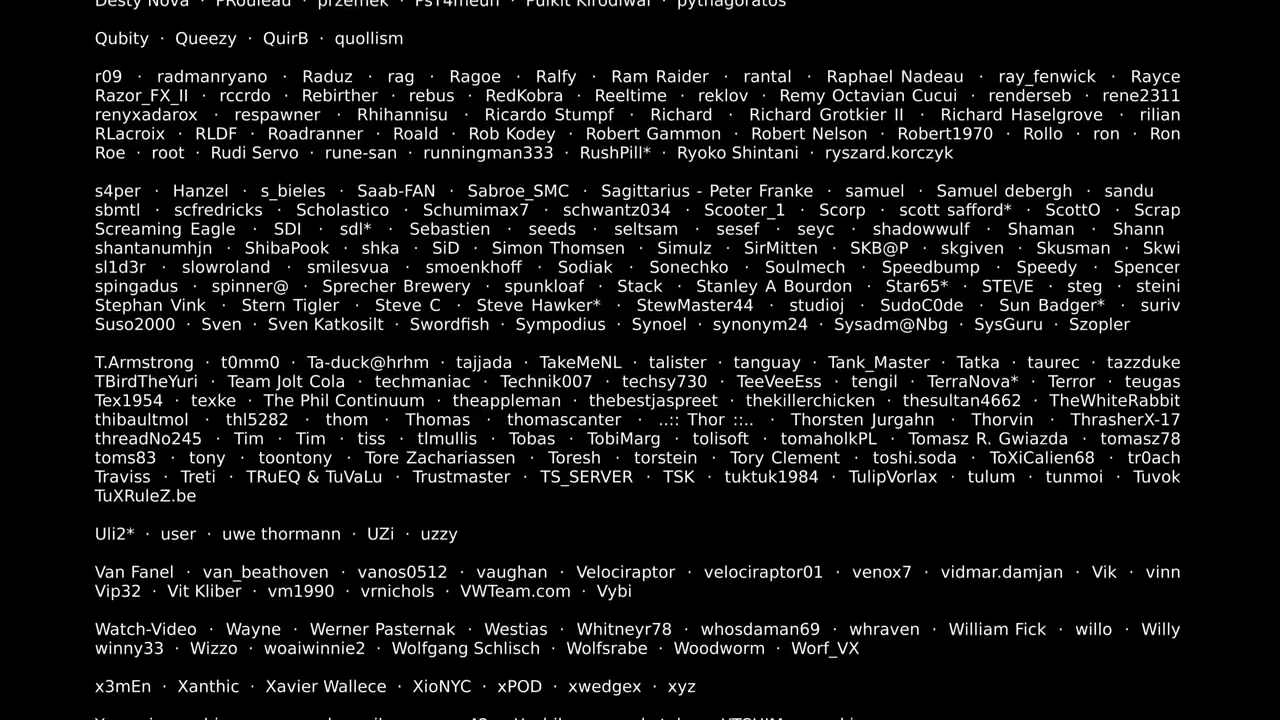 Desty Nova · PRouleau · przemek · PsT4meun · Pulkit Kirodiwal · pythagoratos
Qubity · Queezy · QuirB · quollism
r09 · radmanryano · Raduz · rag · Ragoe · Ralfy · Ram Raider · rantal · Raphael Nadeau · ray_fenwick · Rayce
Razor_FX_II · rccrdo · Rebirther · rebus · RedKobra · Reeltime · reklov · Remy Octavian Cucui · renderseb · rene2311
renyxadarox · respawner · Rhihannisu · Ricardo Stumpf · Richard · Richard Grotkier II · Richard Haselgrove · rilian
RLacroix · RLDF · Roadranner · Roald · Rob Kodey · Robert Gammon · Robert Nelson · Robert1970 · Rollo · ron · Ron
Roe · root · Rudi Servo · rune-san · runningman333 · RushPill* · Ryoko Shintani · ryszard.korczyk
s4per · Hanzel · s_bieles · Saab-FAN · Sabroe_SMC · Sagittarius - Peter Franke · samuel · Samuel debergh · sandu
sbmtl · scfredricks · Scholastico · Schumimax7 · schwantz034 · Scooter_1 · Scorp · scott safford* · ScottO · Scrap
Screaming Eagle · SDI · sdl* · Sebastien · seeds · seltsam · sesef · seyc · shadowwulf · Shaman · Shann
shantanumhjn · ShibaPook · shka · SiD · Simon Thomsen · Simulz · SirMitten · SKB@P · skgiven · Skusman · Skwi
sl1d3r · slowroland · smilesvua · smoenkhoff · Sodiak · Sonechko · Soulmech · Speedbump · Speedy · Spencer
spingadus · spinner@ · Sprecher Brewery · spunkloaf · Stack · Stanley A Bourdon · Star65* · STE\/E · steg · steini
Stephan Vink · Stern Tigler · Steve C · Steve Hawker* · StewMaster44 · studioj · SudoC0de · Sun Badger* · suriv
Suso2000 · Sven · Sven Katkosilt · Swordfish · Sympodius · Synoel · synonym24 · Sysadm@Nbg · SysGuru · Szopler
T.Armstrong · t0mm0 · Ta-duck@hrhm · tajjada · TakeMeNL · talister · tanguay · Tank_Master · Tatka · taurec · tazzduke
TBirdTheYuri · Team Jolt Cola · techmaniac · Technik007 · techsy730 · TeeVeeEss · tengil · TerraNova* · Terror · teugas
Tex1954 · texke · The Phil Continuum · theappleman · thebestjaspreet · thekillerchicken · thesultan4662 · TheWhiteRabbit
thibaultmol · thl5282 · thom · Thomas · thomascanter · ..:: Thor ::.. · Thorsten Jurgahn · Thorvin · ThrasherX-17
threadNo245 · Tim · Tim · tiss · tlmullis · Tobas · TobiMarg · tolisoft · tomaholkPL · Tomasz R. Gwiazda · tomasz78
toms83 · tony · toontony · Tore Zachariassen · Toresh · torstein · Tory Clement · toshi.soda · ToXiCalien68 · tr0ach
Traviss · Treti · TRuEQ & TuVaLu · Trustmaster · TS_SERVER · TSK · tuktuk1984 · TulipVorlax · tulum · tunmoi · Tuvok
TuXRuleZ.be
Uli2* · user · uwe thormann · UZi · uzzy
Van Fanel · van_beathoven · vanos0512 · vaughan · Velociraptor · velociraptor01 · venox7 · vidmar.damjan · Vik · vinn
Vip32 · Vit Kliber · vm1990 · vrnichols · VWTeam.com · Vybi
Watch-Video · Wayne · Werner Pasternak · Westias · Whitneyr78 · whosdaman69 · whraven · William Fick · willo · Willy
winny33 · Wizzo · woaiwinnie2 · Wolfgang Schlisch · Wolfsrabe · Woodworm · Worf_VX
x3mEn · Xanthic · Xavier Wallece · XioNYC · xPOD · xwedgex · xyz